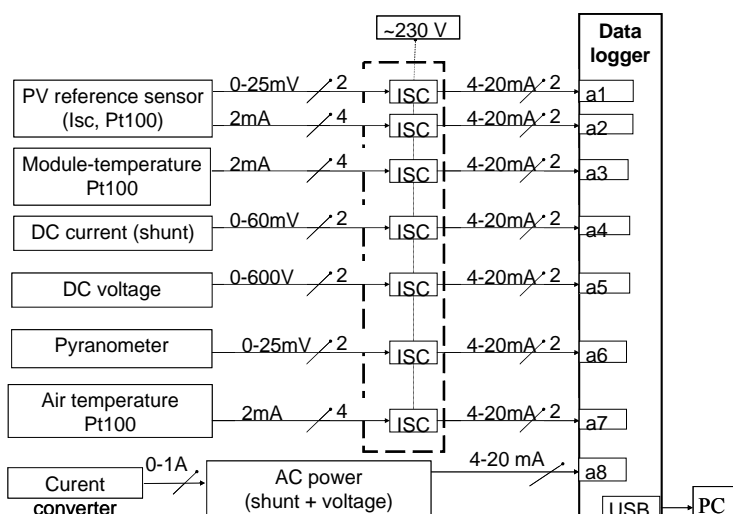 ~230 V
Data
logger
PV reference sensor
(Isc, Pt100)
0-25mV 2 ISC 4-20mA 2 a1
2mA 4 ISC 4-20mA 2 a2
Module-temperature
Pt100
2mA 4 ISC 4-20mA 2 a3
DC current (shunt) 0-60mV 2 ISC 4-20mA 2 a4
DC voltage 0-600V 2 ISC 4-20mA 2 a5
Pyranometer 0-25mV 2 ISC 4-20mA 2 a6
Air temperature
Pt100
2mA 4 ISC 4-20mA 2 a7
Curent
converter
0-1A
AC power
(shunt + voltage)
4-20 mA a8
USB PC